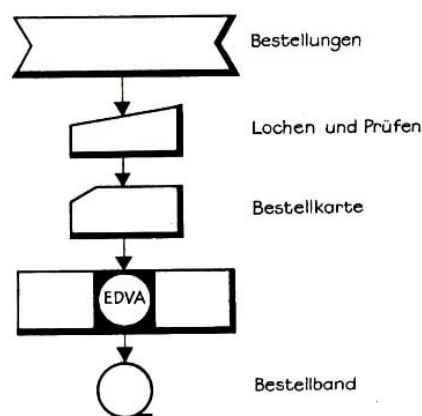 Bestellungen
Lochen und Prüfen
Bestellkarte
EDVA
Bestellband